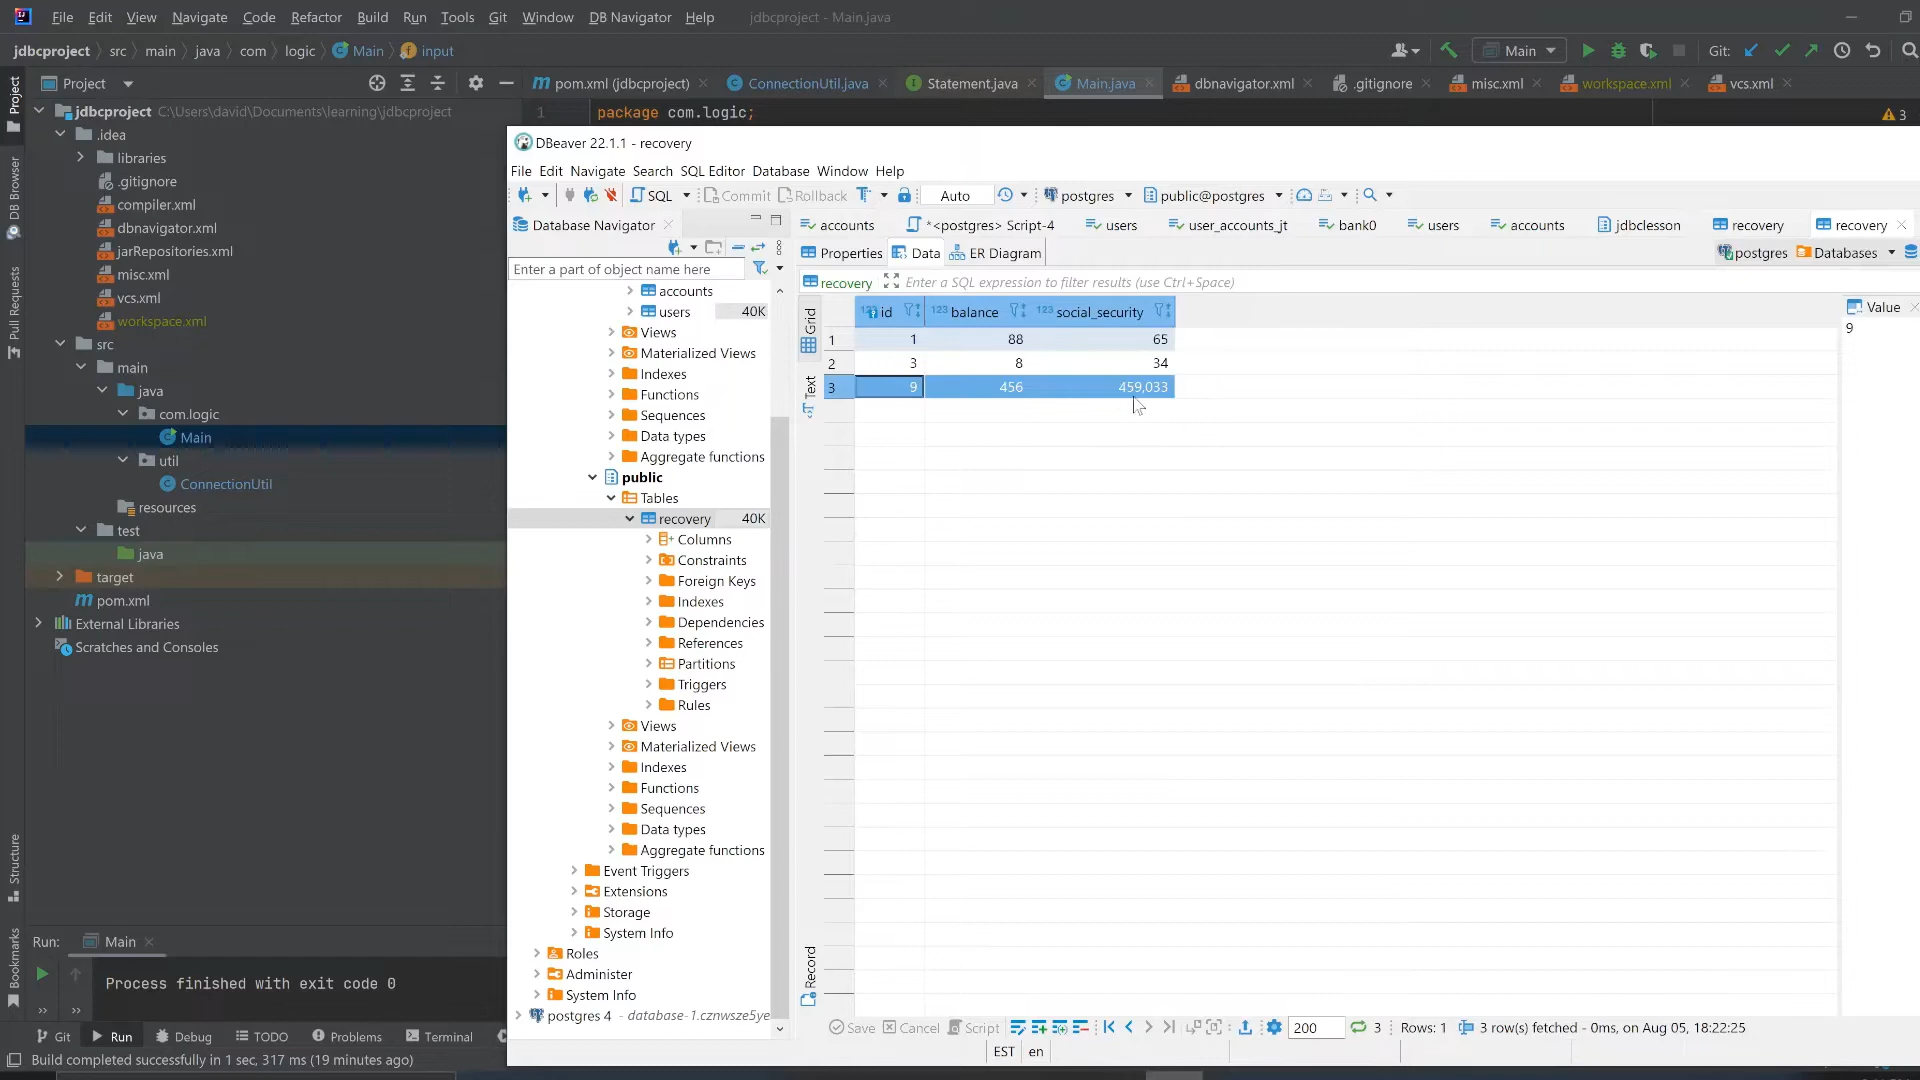 File Edit View Navigate Code Refactor Build Run Tools Git Window DB Navigator Help jdbcproject - Main.java
jdbcproject src main java com logic Main input
Main Git:
Project
pom.xml (jdbcproject) ConnectionUtil.java Statement.java Main.java dbnavigator.xml .gitignore misc.xml workspace.xml vcs.xml
jdbcproject C:\Users\david\Documents\learning\jdbcproject
1 package com.logic; 3
.idea
libraries
.gitignore
compiler.xml
dbnavigator.xml
jarRepositories.xml
misc.xml
vcs.xml
workspace.xml
src
main
java
com.logic
Main
util
ConnectionUtil
resources
test
java
target
pom.xml
External Libraries
Scratches and Consoles
Project
DB Browser
Pull Requests
Structure
Bookmarks
DBeaver 22.1.1 - recovery
File Edit Navigate Search SQL Editor Database Window Help
SQL Commit Rollback T Auto postgres public@postgres
Database Navigator
accounts *<postgres> Script-4 users user_accounts_jt bank0 users accounts jdbclesson recovery recovery
Enter a part of object name here
Properties Data ER Diagram postgres Databases
recovery Enter a SQL expression to filter results (use Ctrl+Space)
accounts
users 40K
Views
Materialized Views
Indexes
Functions
Sequences
Data types
Aggregate functions
public
Tables
recovery 40K
Columns
Constraints
Foreign Keys
Indexes
Dependencies
References
Partitions
Triggers
Rules
Views
Materialized Views
Indexes
Functions
Sequences
Data types
Aggregate functions
Event Triggers
Extensions
Storage
System Info
Roles
Administer
System Info
postgres 4 - database-1.cznwsze5ye
Grid
Text
Record
123 id 123 balance 123 social_security
1 1 88 65
2 3 8 34
3 9 456 459,033
Value
9
Save Cancel Script 200 3 Rows: 1 3 row(s) fetched - 0ms, on Aug 05, 18:22:25
EST en
Run: Main
Process finished with exit code 0
Git Run Debug TODO Problems Terminal
Build completed successfully in 1 sec, 317 ms (19 minutes ago)